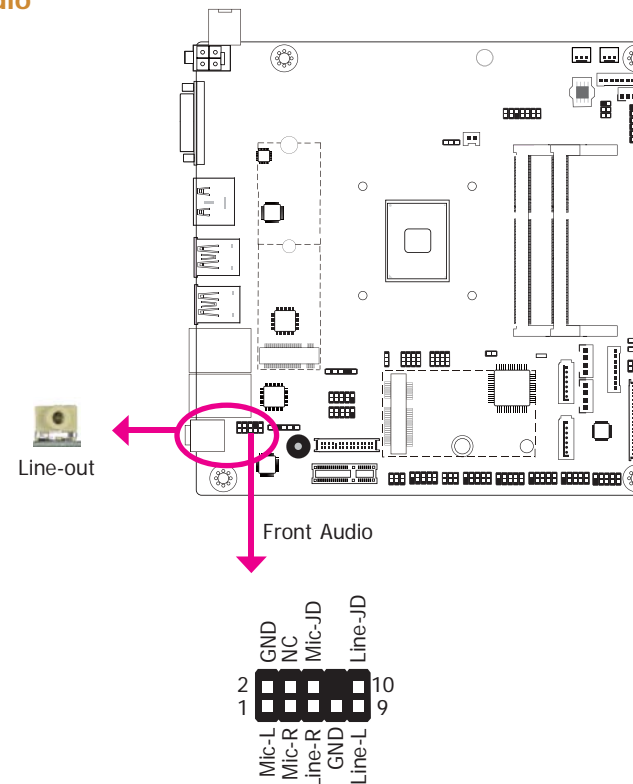 Line-out
Front Audio
GND
NC
Mic-JD
Line-JD
2
10
1
9
Mic-L
Mic-R
Line-R
GND
Line-L